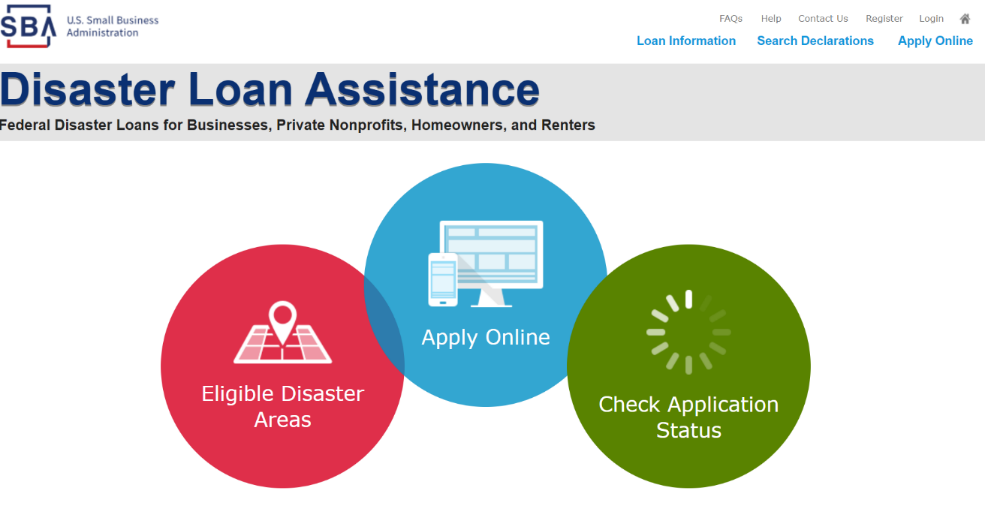 SBA
U.S. Small Business
Administration
FAQs Help Contact Us Register Login
Loan Information Search Declarations Apply Online
Disaster Loan Assistance
Federal Disaster Loans for Businesses, Private Nonprofits, Homeowners, and Renters
Apply Online
Eligible Disaster
Areas
Check Application
Status